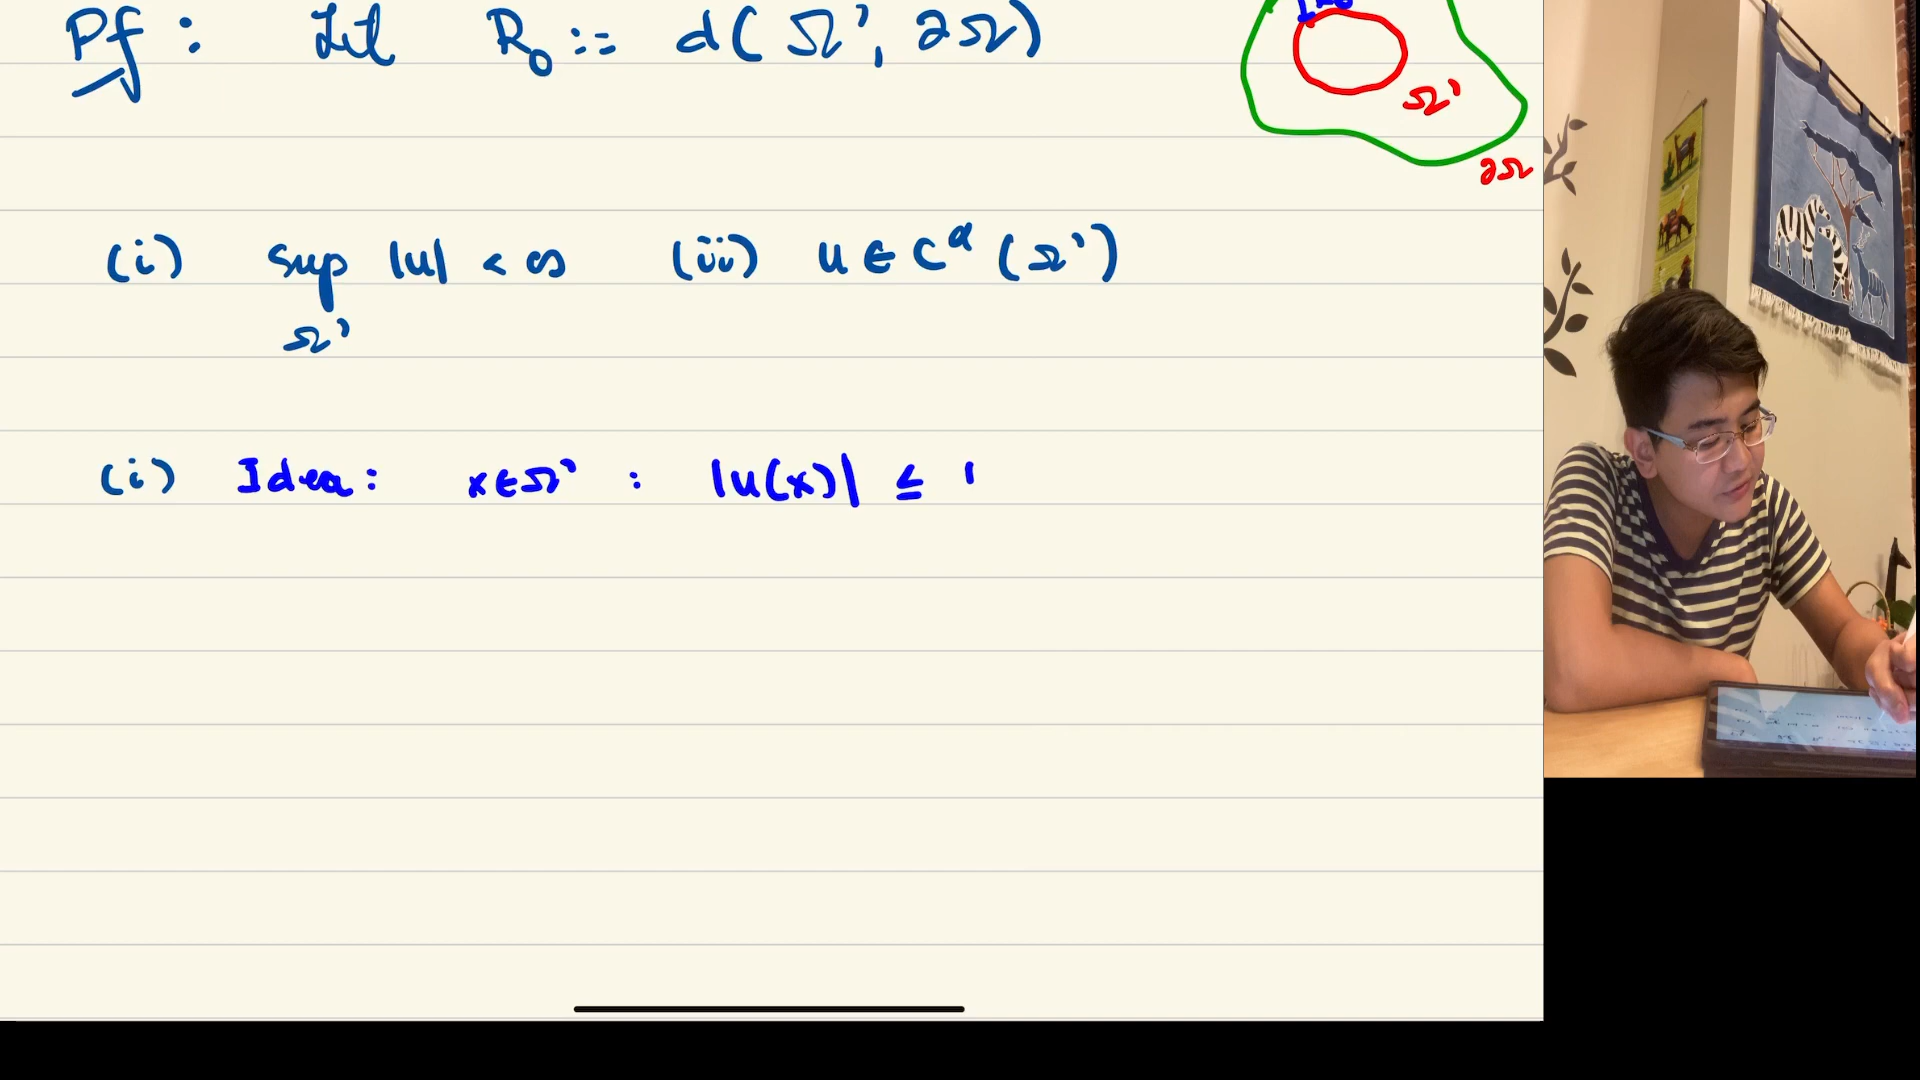 Pf : Let R₀ := d(Ω', ∂Ω)
Ω'
∂Ω
(i) sup |u| < ∞ (ii) u ∈ C^α (Ω')
Ω'
(i) Idea: x∈Ω' : |u(x)| ≤